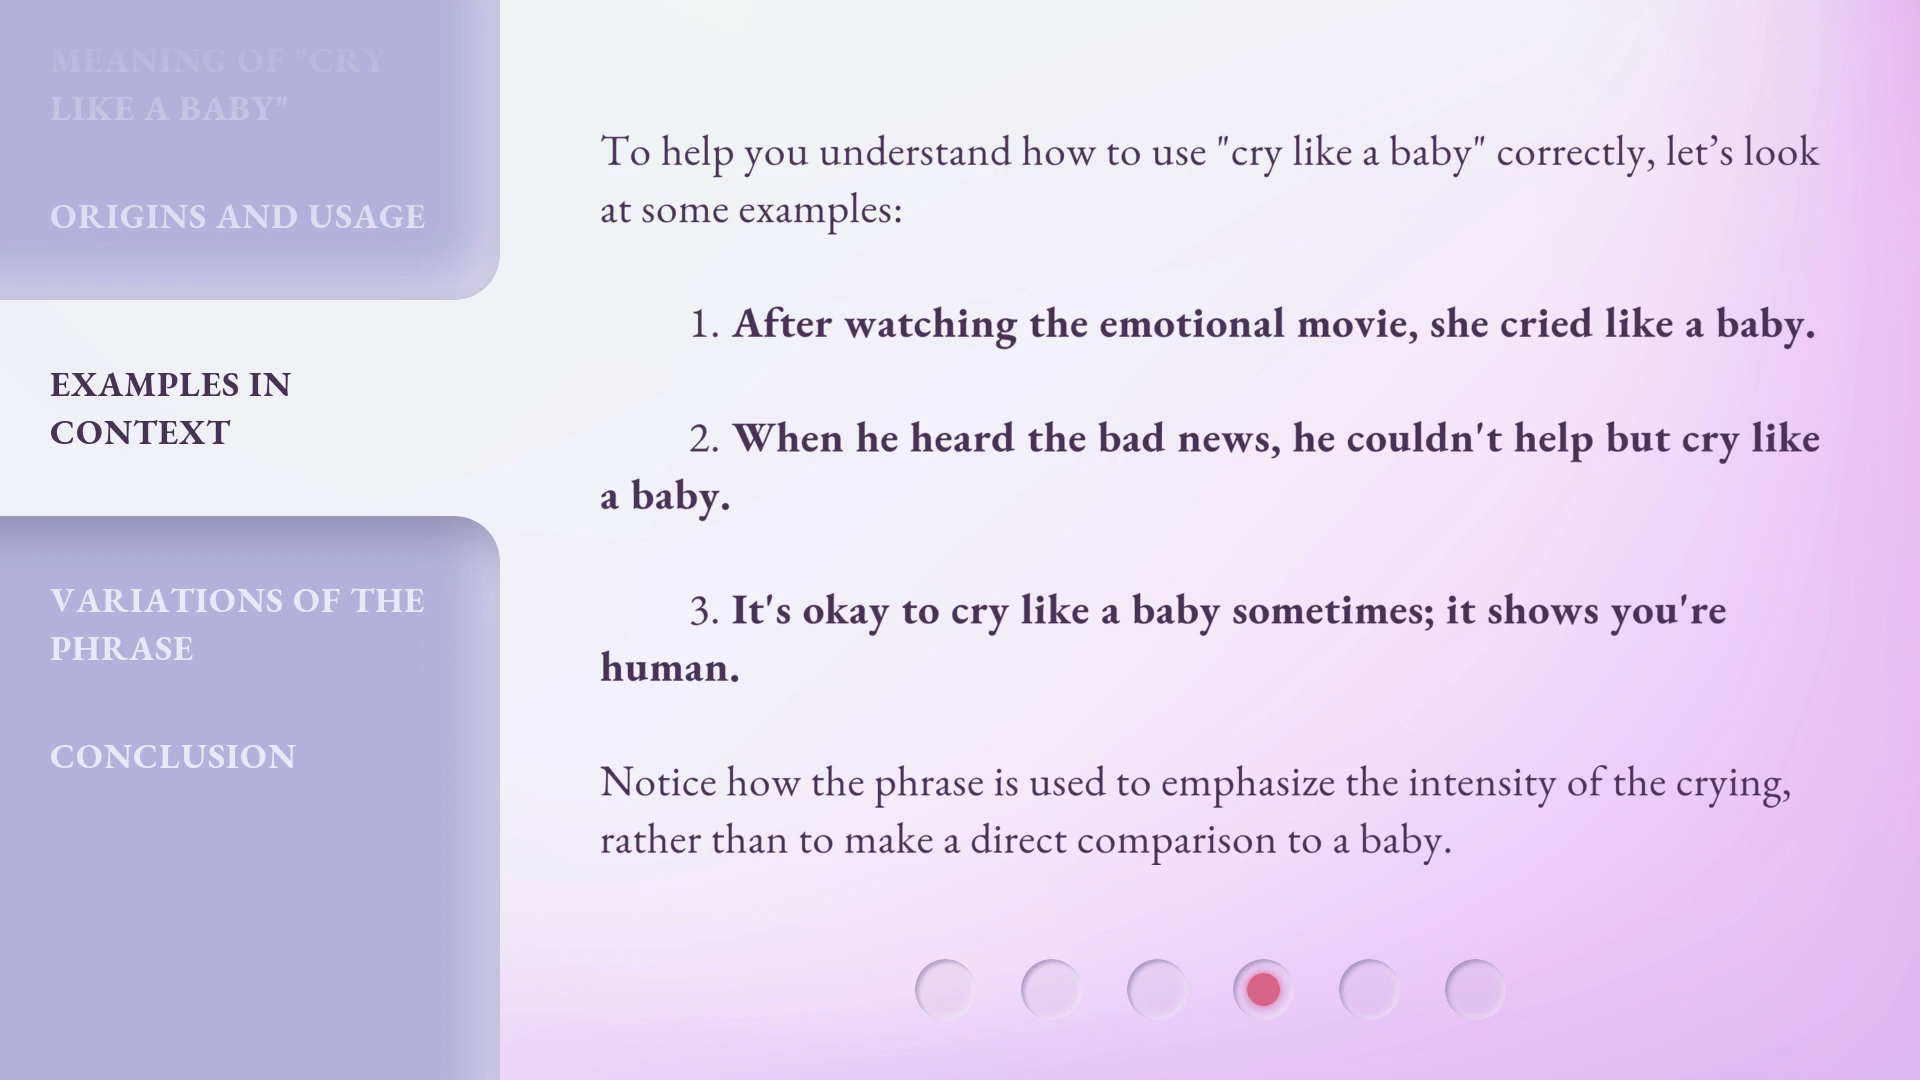 MEANING OF "CRY
LIKE A BABY"
ORIGINS AND USAGE
EXAMPLES IN
CONTEXT
VARIATIONS OF THE
PHRASE
CONCLUSION
To help you understand how to use "cry like a baby" correctly, let’s look
at some examples:
1. After watching the emotional movie, she cried like a baby.
2. When he heard the bad news, he couldn't help but cry like
a baby.
3. It's okay to cry like a baby sometimes; it shows you're
human.
Notice how the phrase is used to emphasize the intensity of the crying,
rather than to make a direct comparison to a baby.